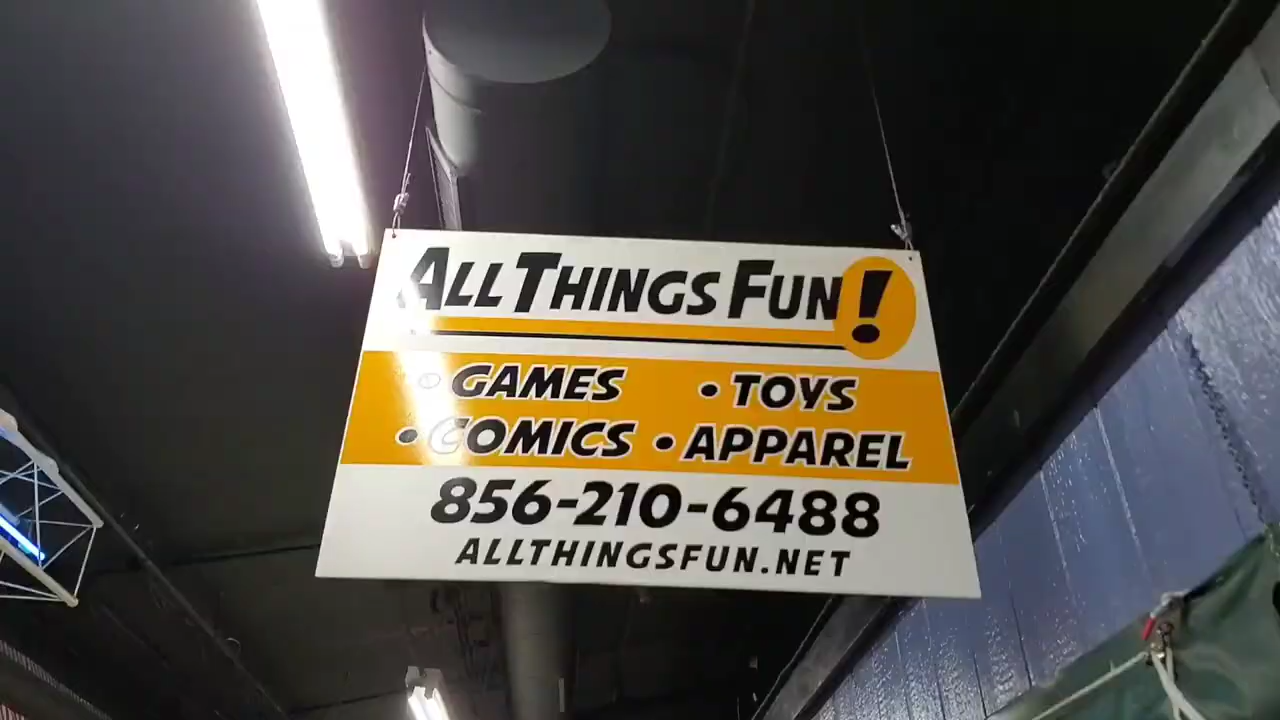 ALL THINGS FUN!
• GAMES • TOYS
• COMICS • APPAREL
856-210-6488
ALLTHINGSFUN.NET